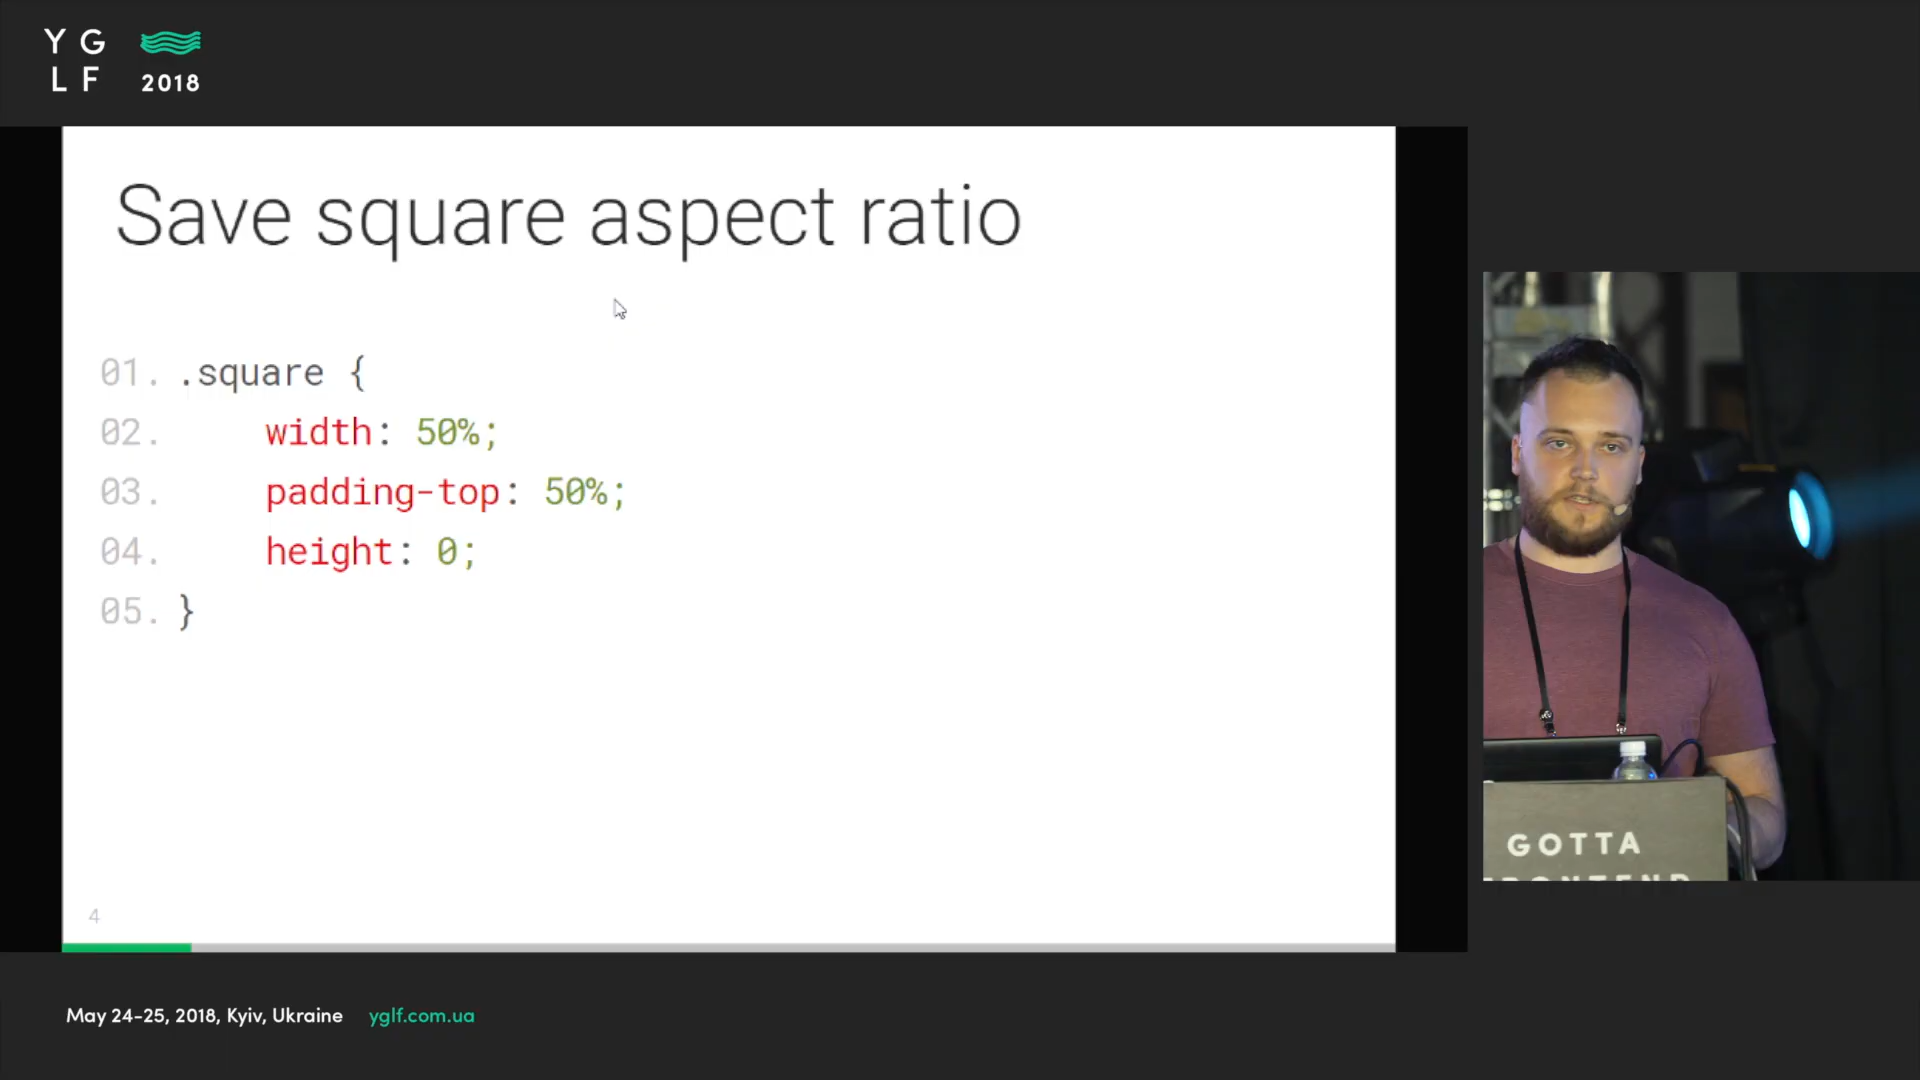 Y G
L F
2018
Save square aspect ratio
01. .square {
02. width: 50%;
03. padding-top: 50%;
04. height: 0;
05. }
4
GOTTA
FRONTEND
May 24-25, 2018, Kyiv, Ukraine yglf.com.ua